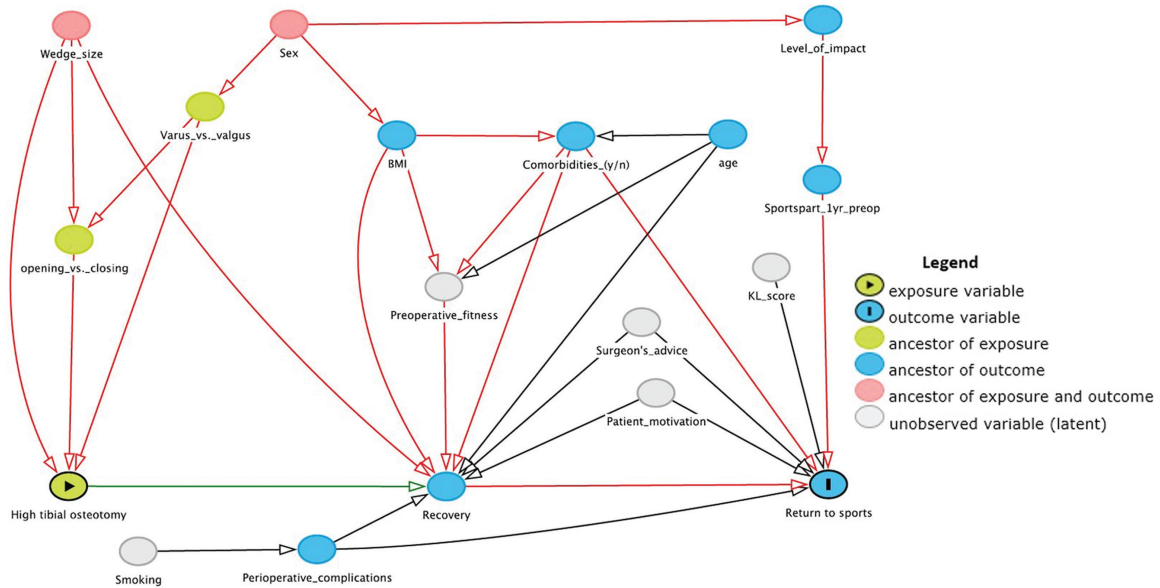 Wedge_size
Sex
Level_of_impact
Varus_vs._valgus
BMI
Comorbidities_(y/n)
age
Sportspart_1yr_preop
opening_vs._closing
Preoperative_fitness
KL_score
Surgeon's_advice
Patient_motivation
High tibial osteotomy
Recovery
Return to sports
Smoking
Perioperative_complications
Legend
exposure variable
outcome variable
ancestor of exposure
ancestor of outcome
ancestor of exposure and outcome
unobserved variable (latent)